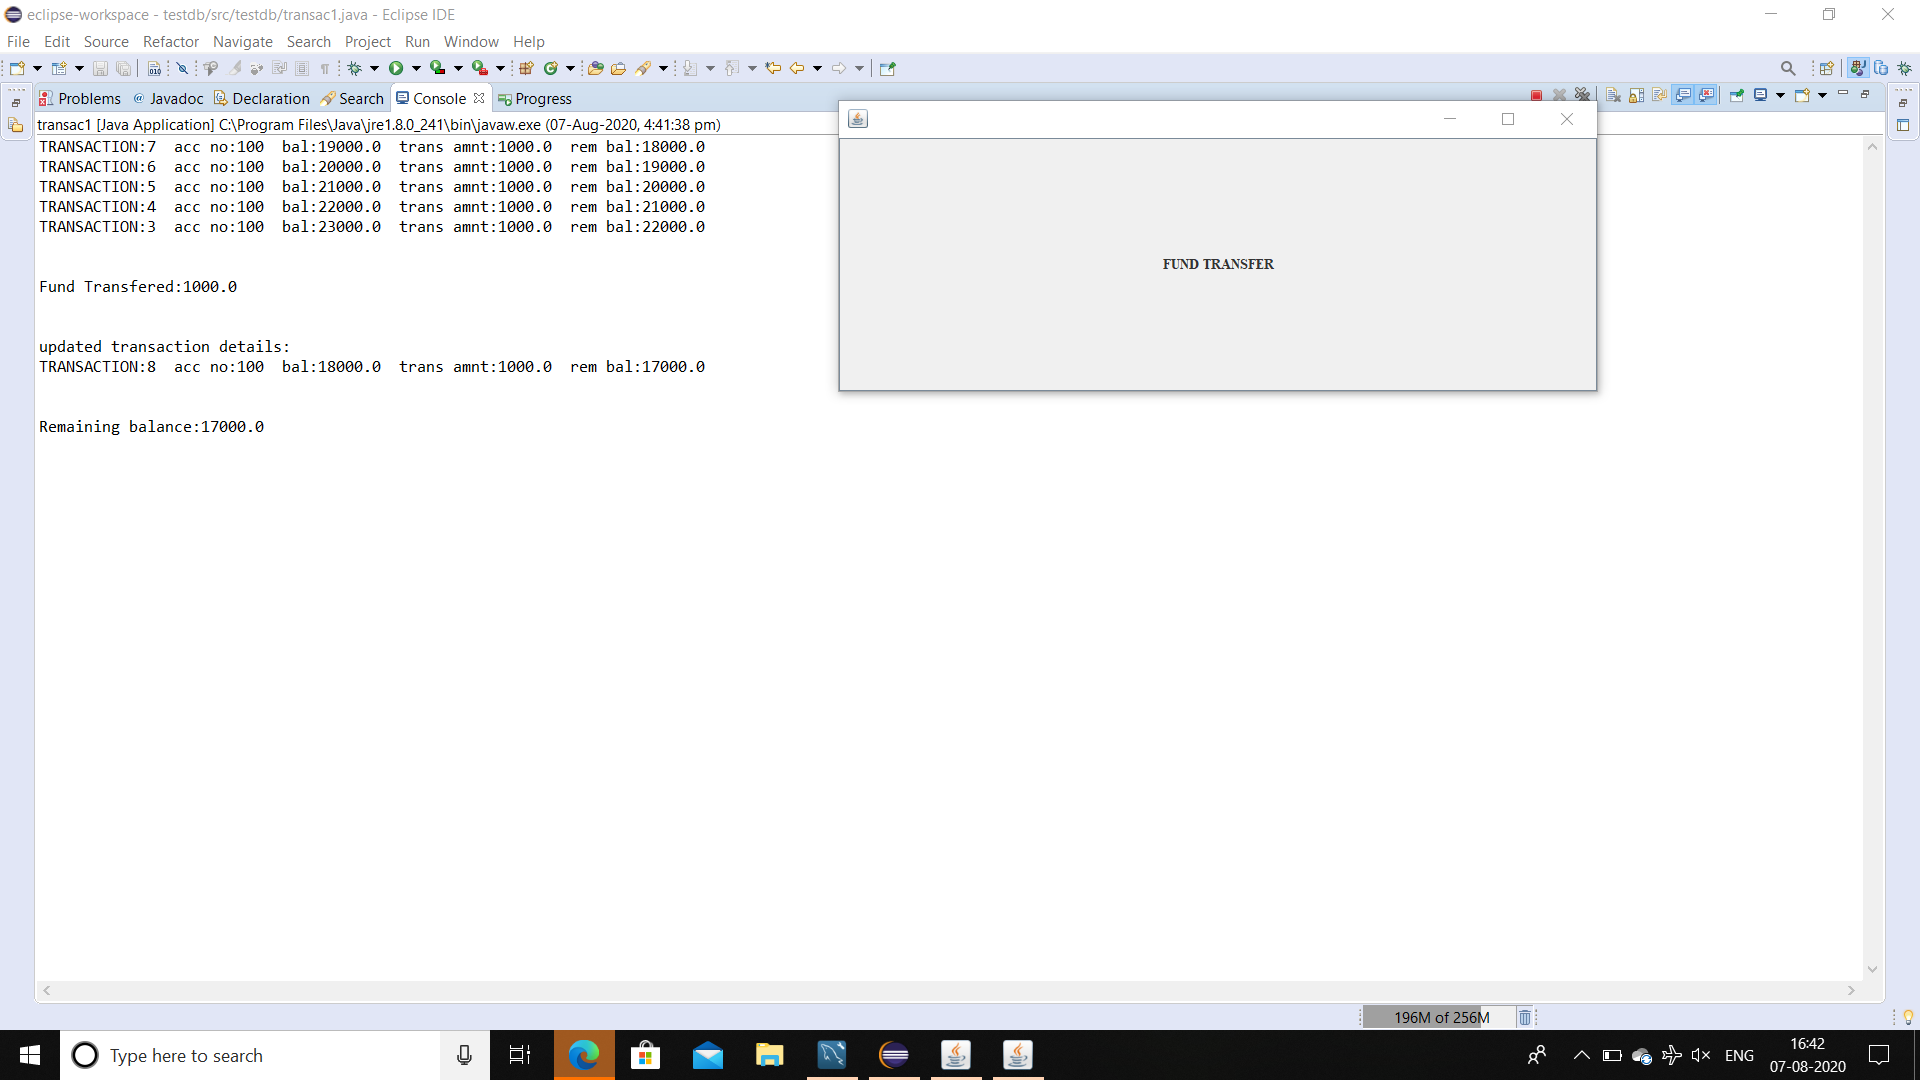 eclipse-workspace - testdb/src/testdb/transac1.java - Eclipse IDE
File Edit Source Refactor Navigate Search Project Run Window Help
Problems @ Javadoc Declaration Search Console Progress
transac1 [Java Application] C:\Program Files\Java\jre1.8.0_241\bin\javaw.exe (07-Aug-2020, 4:41:38 pm)
TRANSACTION:7  acc no:100  bal:19000.0  trans amnt:1000.0  rem bal:18000.0
TRANSACTION:6  acc no:100  bal:20000.0  trans amnt:1000.0  rem bal:19000.0
TRANSACTION:5  acc no:100  bal:21000.0  trans amnt:1000.0  rem bal:20000.0
TRANSACTION:4  acc no:100  bal:22000.0  trans amnt:1000.0  rem bal:21000.0
TRANSACTION:3  acc no:100  bal:23000.0  trans amnt:1000.0  rem bal:22000.0
Fund Transfered:1000.0
updated transaction details:
TRANSACTION:8  acc no:100  bal:18000.0  trans amnt:1000.0  rem bal:17000.0
Remaining balance:17000.0
FUND TRANSFER
196M of 256M
Type here to search
ENG
16:42
07-08-2020